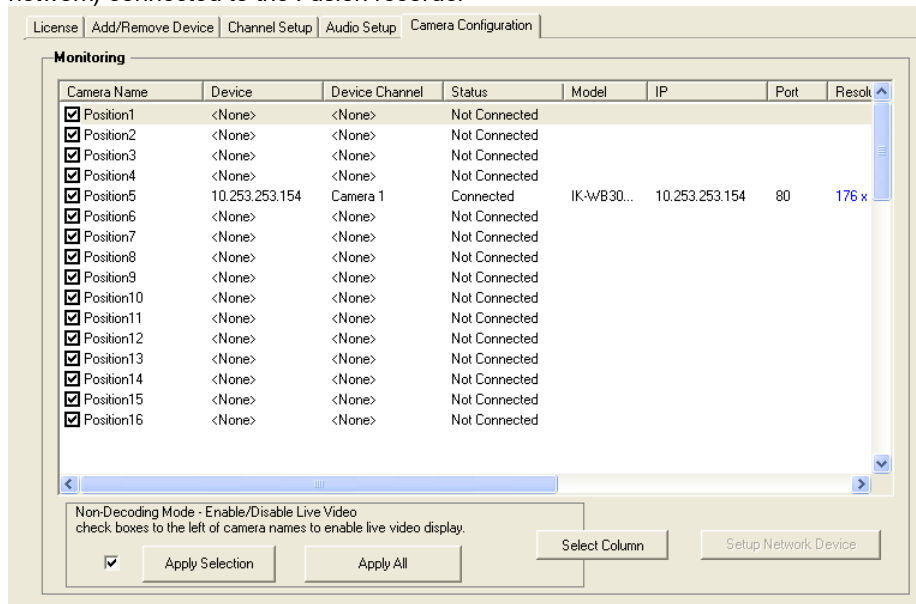 network) connected to the Fusion recorder
License Add/Remove Device Channel Setup Audio Setup Camera Configuration
Monitoring
Camera Name Device Device Channel Status Model IP Port Resolu
Position1 <None> <None> Not Connected
Position2 <None> <None> Not Connected
Position3 <None> <None> Not Connected
Position4 <None> <None> Not Connected
Position5 10.253.253.154 Camera 1 Connected IK-WB30... 10.253.253.154 80 176 x
Position6 <None> <None> Not Connected
Position7 <None> <None> Not Connected
Position8 <None> <None> Not Connected
Position9 <None> <None> Not Connected
Position10 <None> <None> Not Connected
Position11 <None> <None> Not Connected
Position12 <None> <None> Not Connected
Position13 <None> <None> Not Connected
Position14 <None> <None> Not Connected
Position15 <None> <None> Not Connected
Position16 <None> <None> Not Connected
Non-Decoding Mode - Enable/Disable Live Video
check boxes to the left of camera names to enable live video display.
Apply Selection Apply All Select Column Setup Network Device